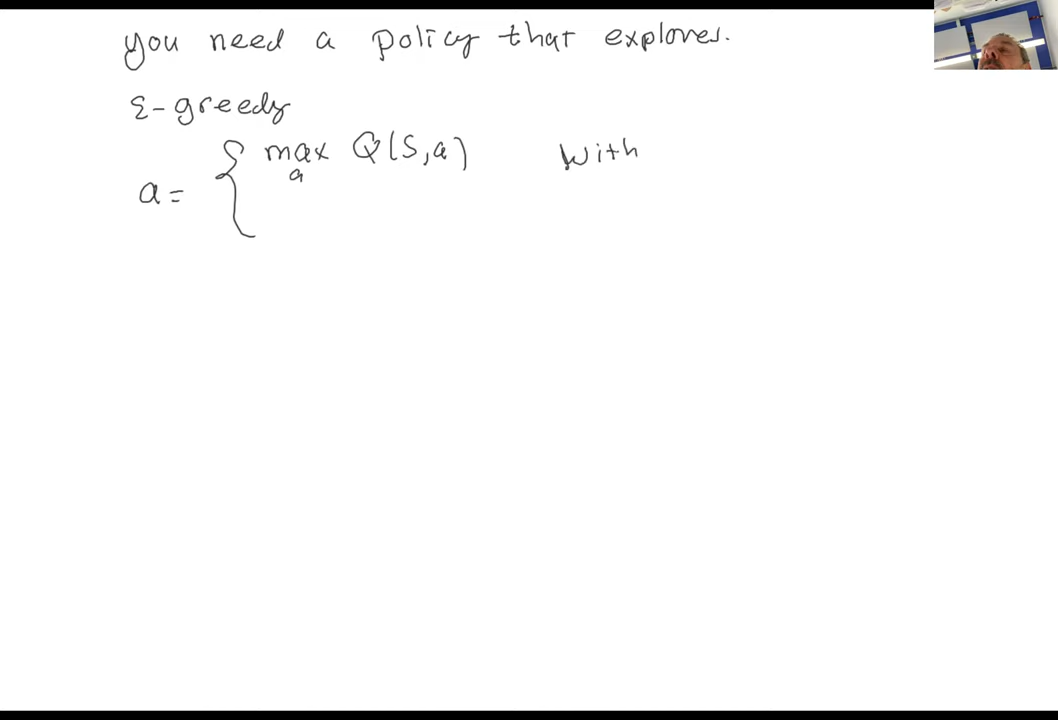 you need a policy that explores.
ε-greedy
a = { max Q(S,a) with
a